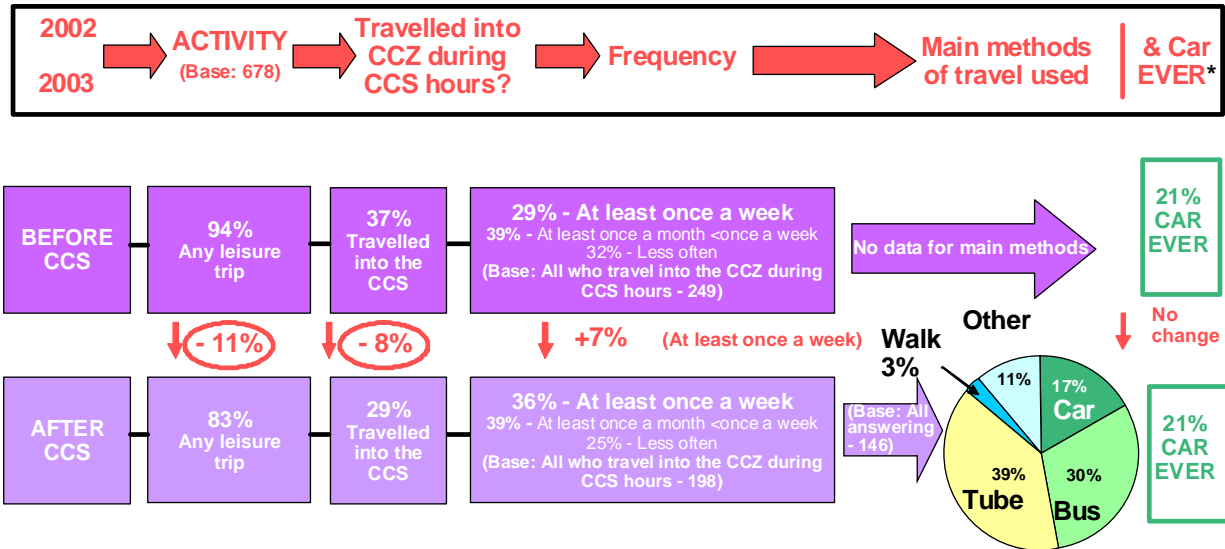 2002
2003
ACTIVITY
(Base: 678)
Travelled into
CCZ during
CCS hours?
Frequency
Main methods
of travel used
& Car
EVER*
BEFORE
CCS
94%
Any leisure
trip
37%
Travelled
into the
CCS
29% - At least once a week
39% - At least once a month <once a week
32% - Less often
(Base: All who travel into the CCZ during
CCS hours - 249)
No data for main methods
21%
CAR
EVER
- 11%
- 8%
+7%
(At least once a week)
No
change
AFTER
CCS
83%
Any leisure
trip
29%
Travelled
into the
CCS
36% - At least once a week
39% - At least once a month <once a week
25% - Less often
(Base: All who travel into the CCZ during
CCS hours - 198)
(Base: All
answering
- 146)
Other
Walk
3%
11%
17%
Car
39%
Tube
30%
Bus
21%
CAR
EVER